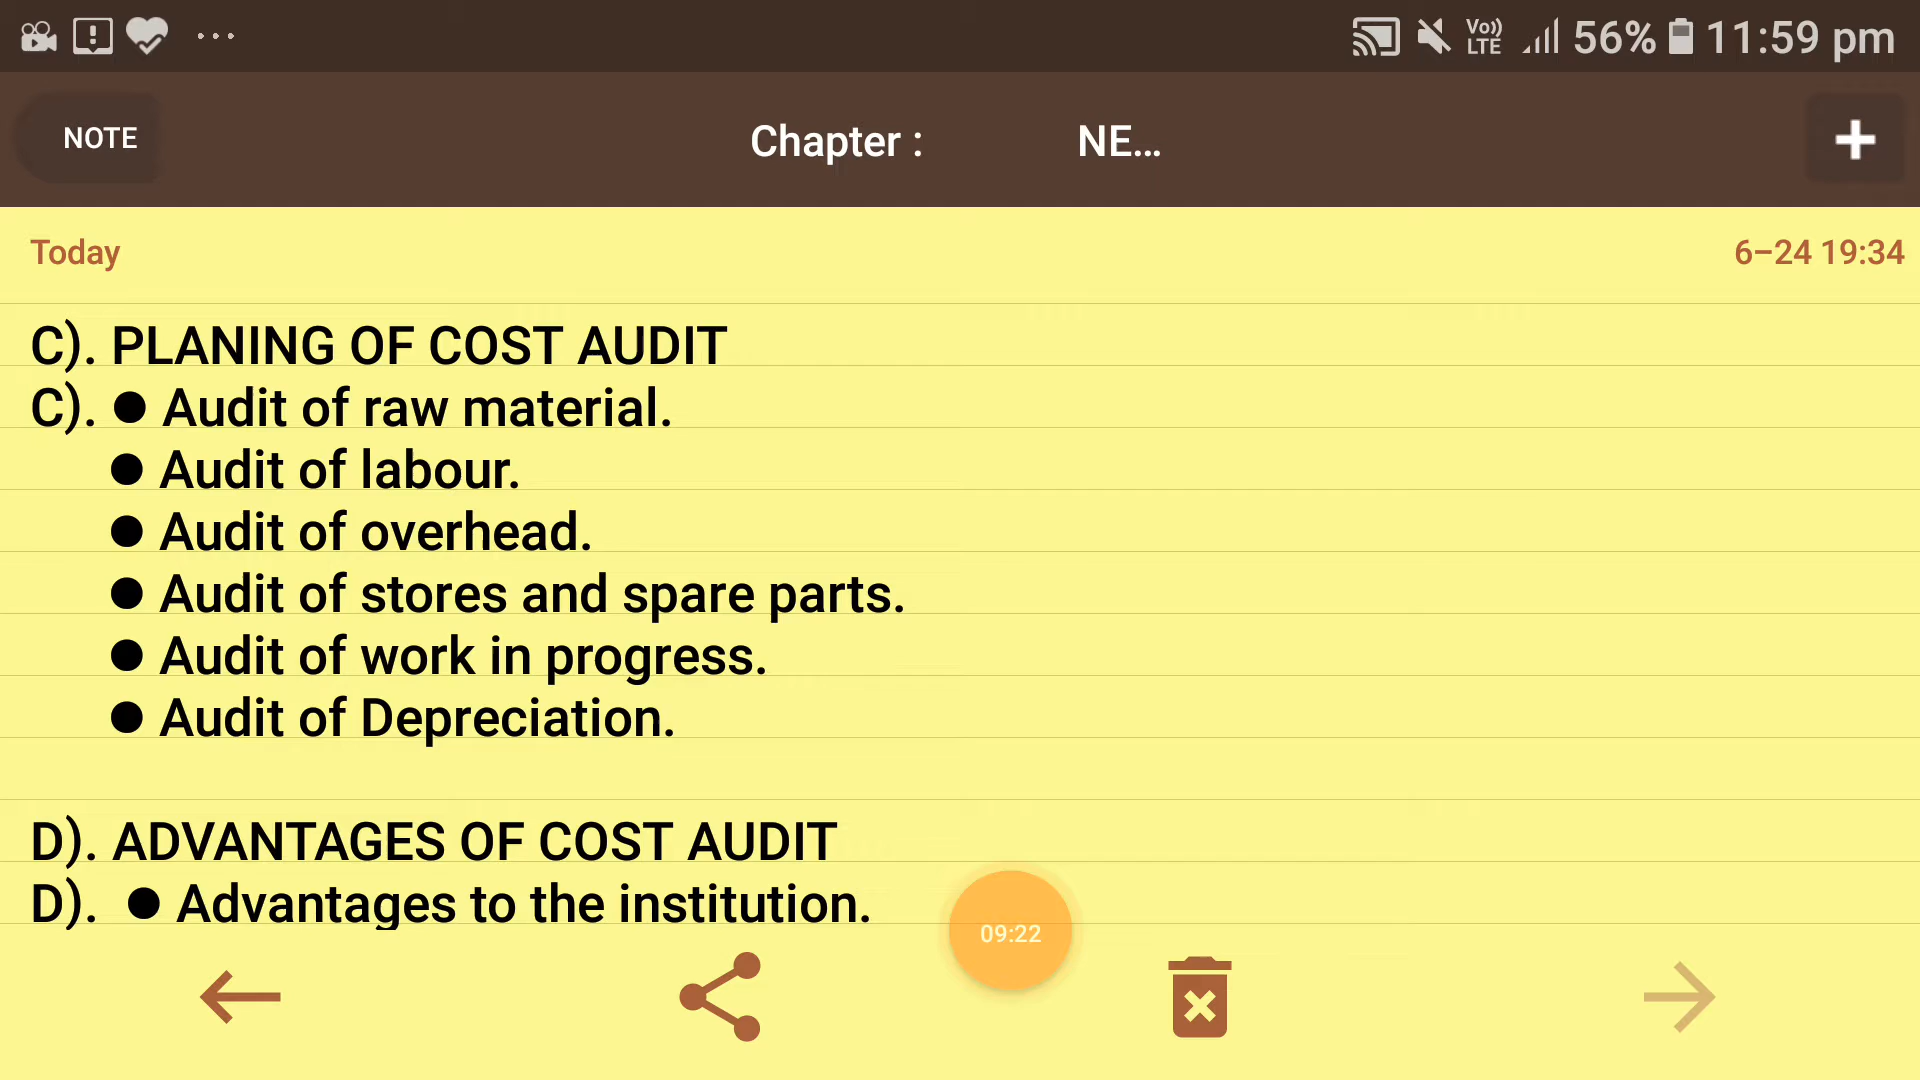 Vo)) LTE 56% 11:59 pm
NOTE Chapter : NE...
Today 6-24 19:34
C). PLANING OF COST AUDIT
C). ● Audit of raw material.
● Audit of labour.
● Audit of overhead.
● Audit of stores and spare parts.
● Audit of work in progress.
● Audit of Depreciation.
D). ADVANTAGES OF COST AUDIT
D). ● Advantages to the institution.
09:22